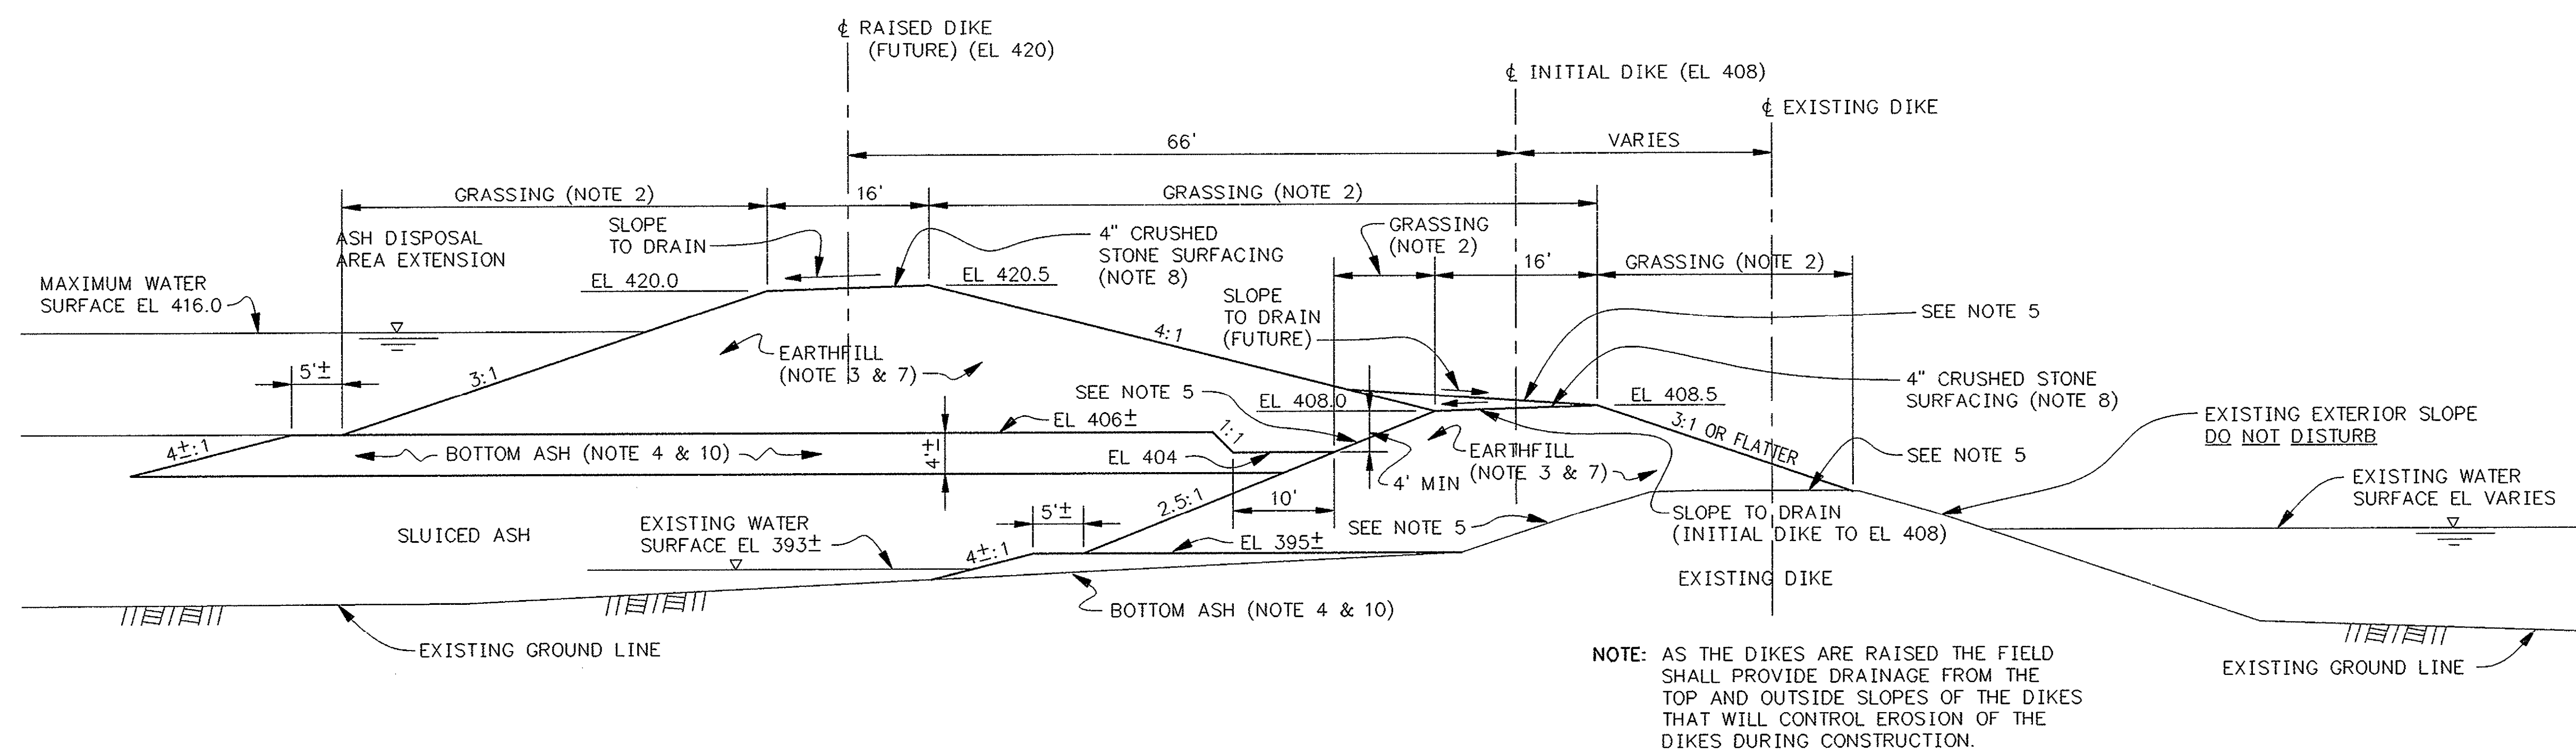 ℄ RAISED DIKE
(FUTURE) (EL 420)
℄ INITIAL DIKE (EL 408)
℄ EXISTING DIKE
66'
VARIES
GRASSING (NOTE 2)
16'
GRASSING (NOTE 2)
ASH DISPOSAL
AREA EXTENSION
SLOPE
TO DRAIN
4" CRUSHED
STONE SURFACING
(NOTE 8)
GRASSING
(NOTE 2)
16'
GRASSING (NOTE 2)
MAXIMUM WATER
SURFACE EL 416.0
EL 420.0
EL 420.5
SLOPE
TO DRAIN
(FUTURE)
SEE NOTE 5
4:1
EARTHFILL
(NOTE 3 & 7)
5'±
3:1
SEE NOTE 5
EL 408.0
EL 408.5
4" CRUSHED STONE
SURFACING (NOTE 8)
EXISTING EXTERIOR SLOPE
DO NOT DISTURB
EL 406±
1:1
3:1 OR FLATTER
4±:1
BOTTOM ASH (NOTE 4 & 10)
4'±
EL 404
EARTHFILL
(NOTE 3 & 7)
4' MIN
SEE NOTE 5
EXISTING WATER
SURFACE EL VARIES
2.5:1
10'
5'±
SLUICED ASH
EXISTING WATER
SURFACE EL 393±
4±:1
EL 395±
SEE NOTE 5
SLOPE TO DRAIN
(INITIAL DIKE TO EL 408)
EXISTING DIKE
BOTTOM ASH (NOTE 4 & 10)
EXISTING GROUND LINE
EXISTING GROUND LINE
NOTE: AS THE DIKES ARE RAISED THE FIELD
SHALL PROVIDE DRAINAGE FROM THE
TOP AND OUTSIDE SLOPES OF THE DIKES
THAT WILL CONTROL EROSION OF THE
DIKES DURING CONSTRUCTION.